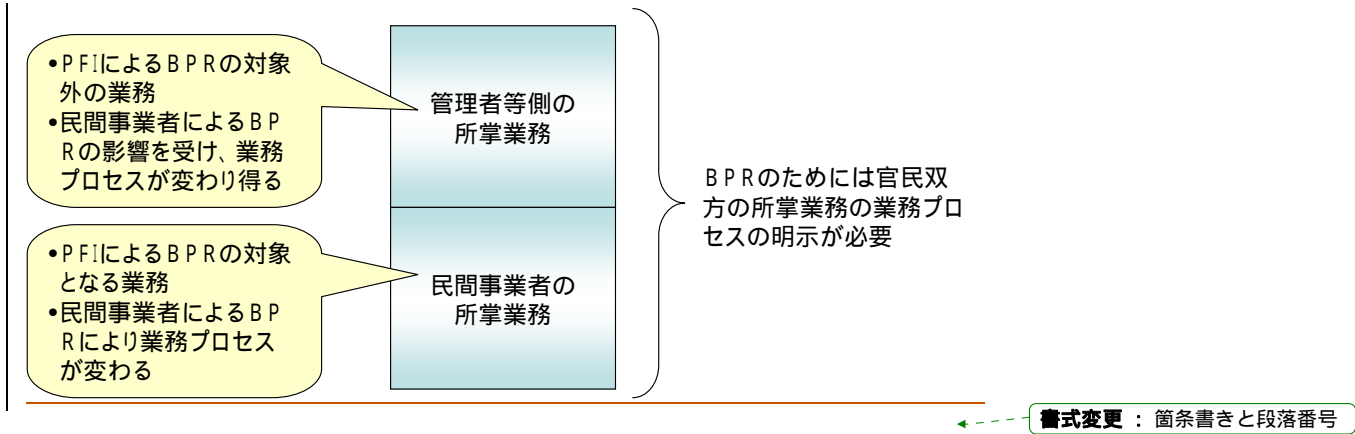 •PFIによるBPRの対象
外の業務
•民間事業者によるBP
Rの影響を受け、業務
プロセスが変わり得る
管理者等側の
所掌業務
BPRのためには官民双
方の所掌業務の業務プロ
セスの明示が必要
•PFIによるBPRの対象
となる業務
•民間事業者によるBP
Rにより業務プロセス
が変わる
民間事業者の
所掌業務
書式変更 : 箇条書きと段落番号